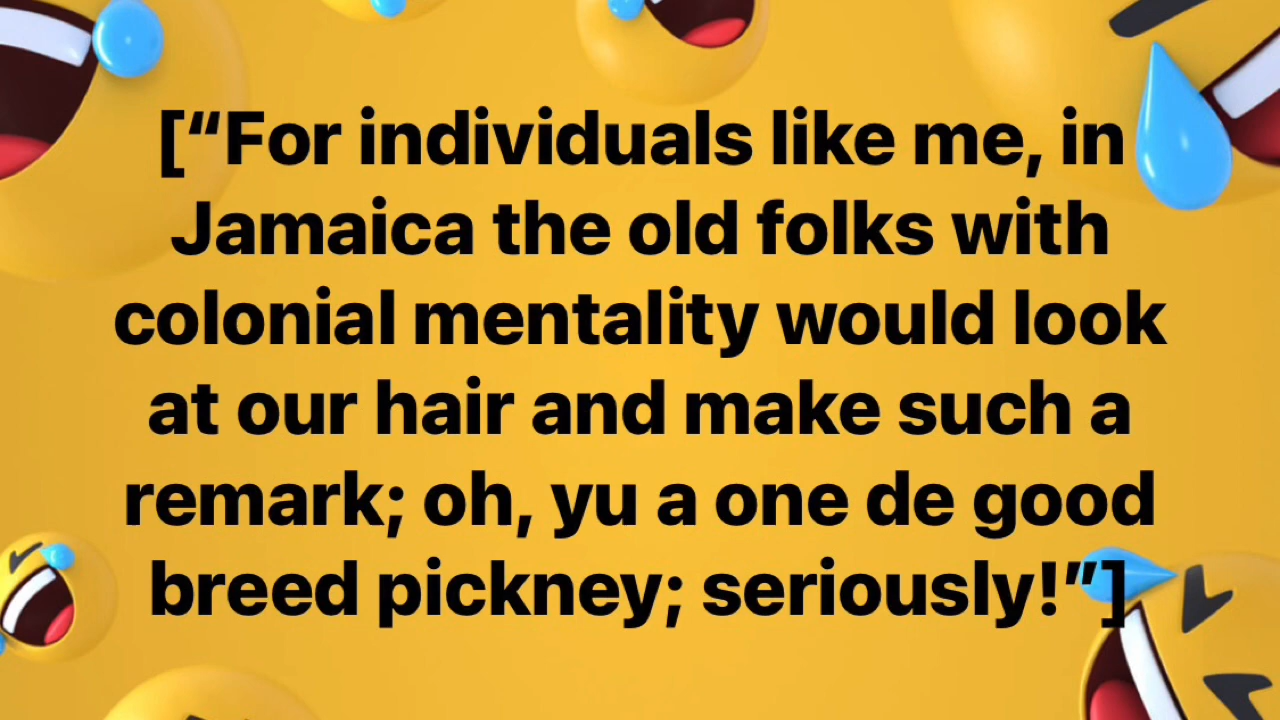 [“For individuals like me, in
Jamaica the old folks with
colonial mentality would look
at our hair and make such a
remark; oh, yu a one de good
breed pickney; seriously!”]